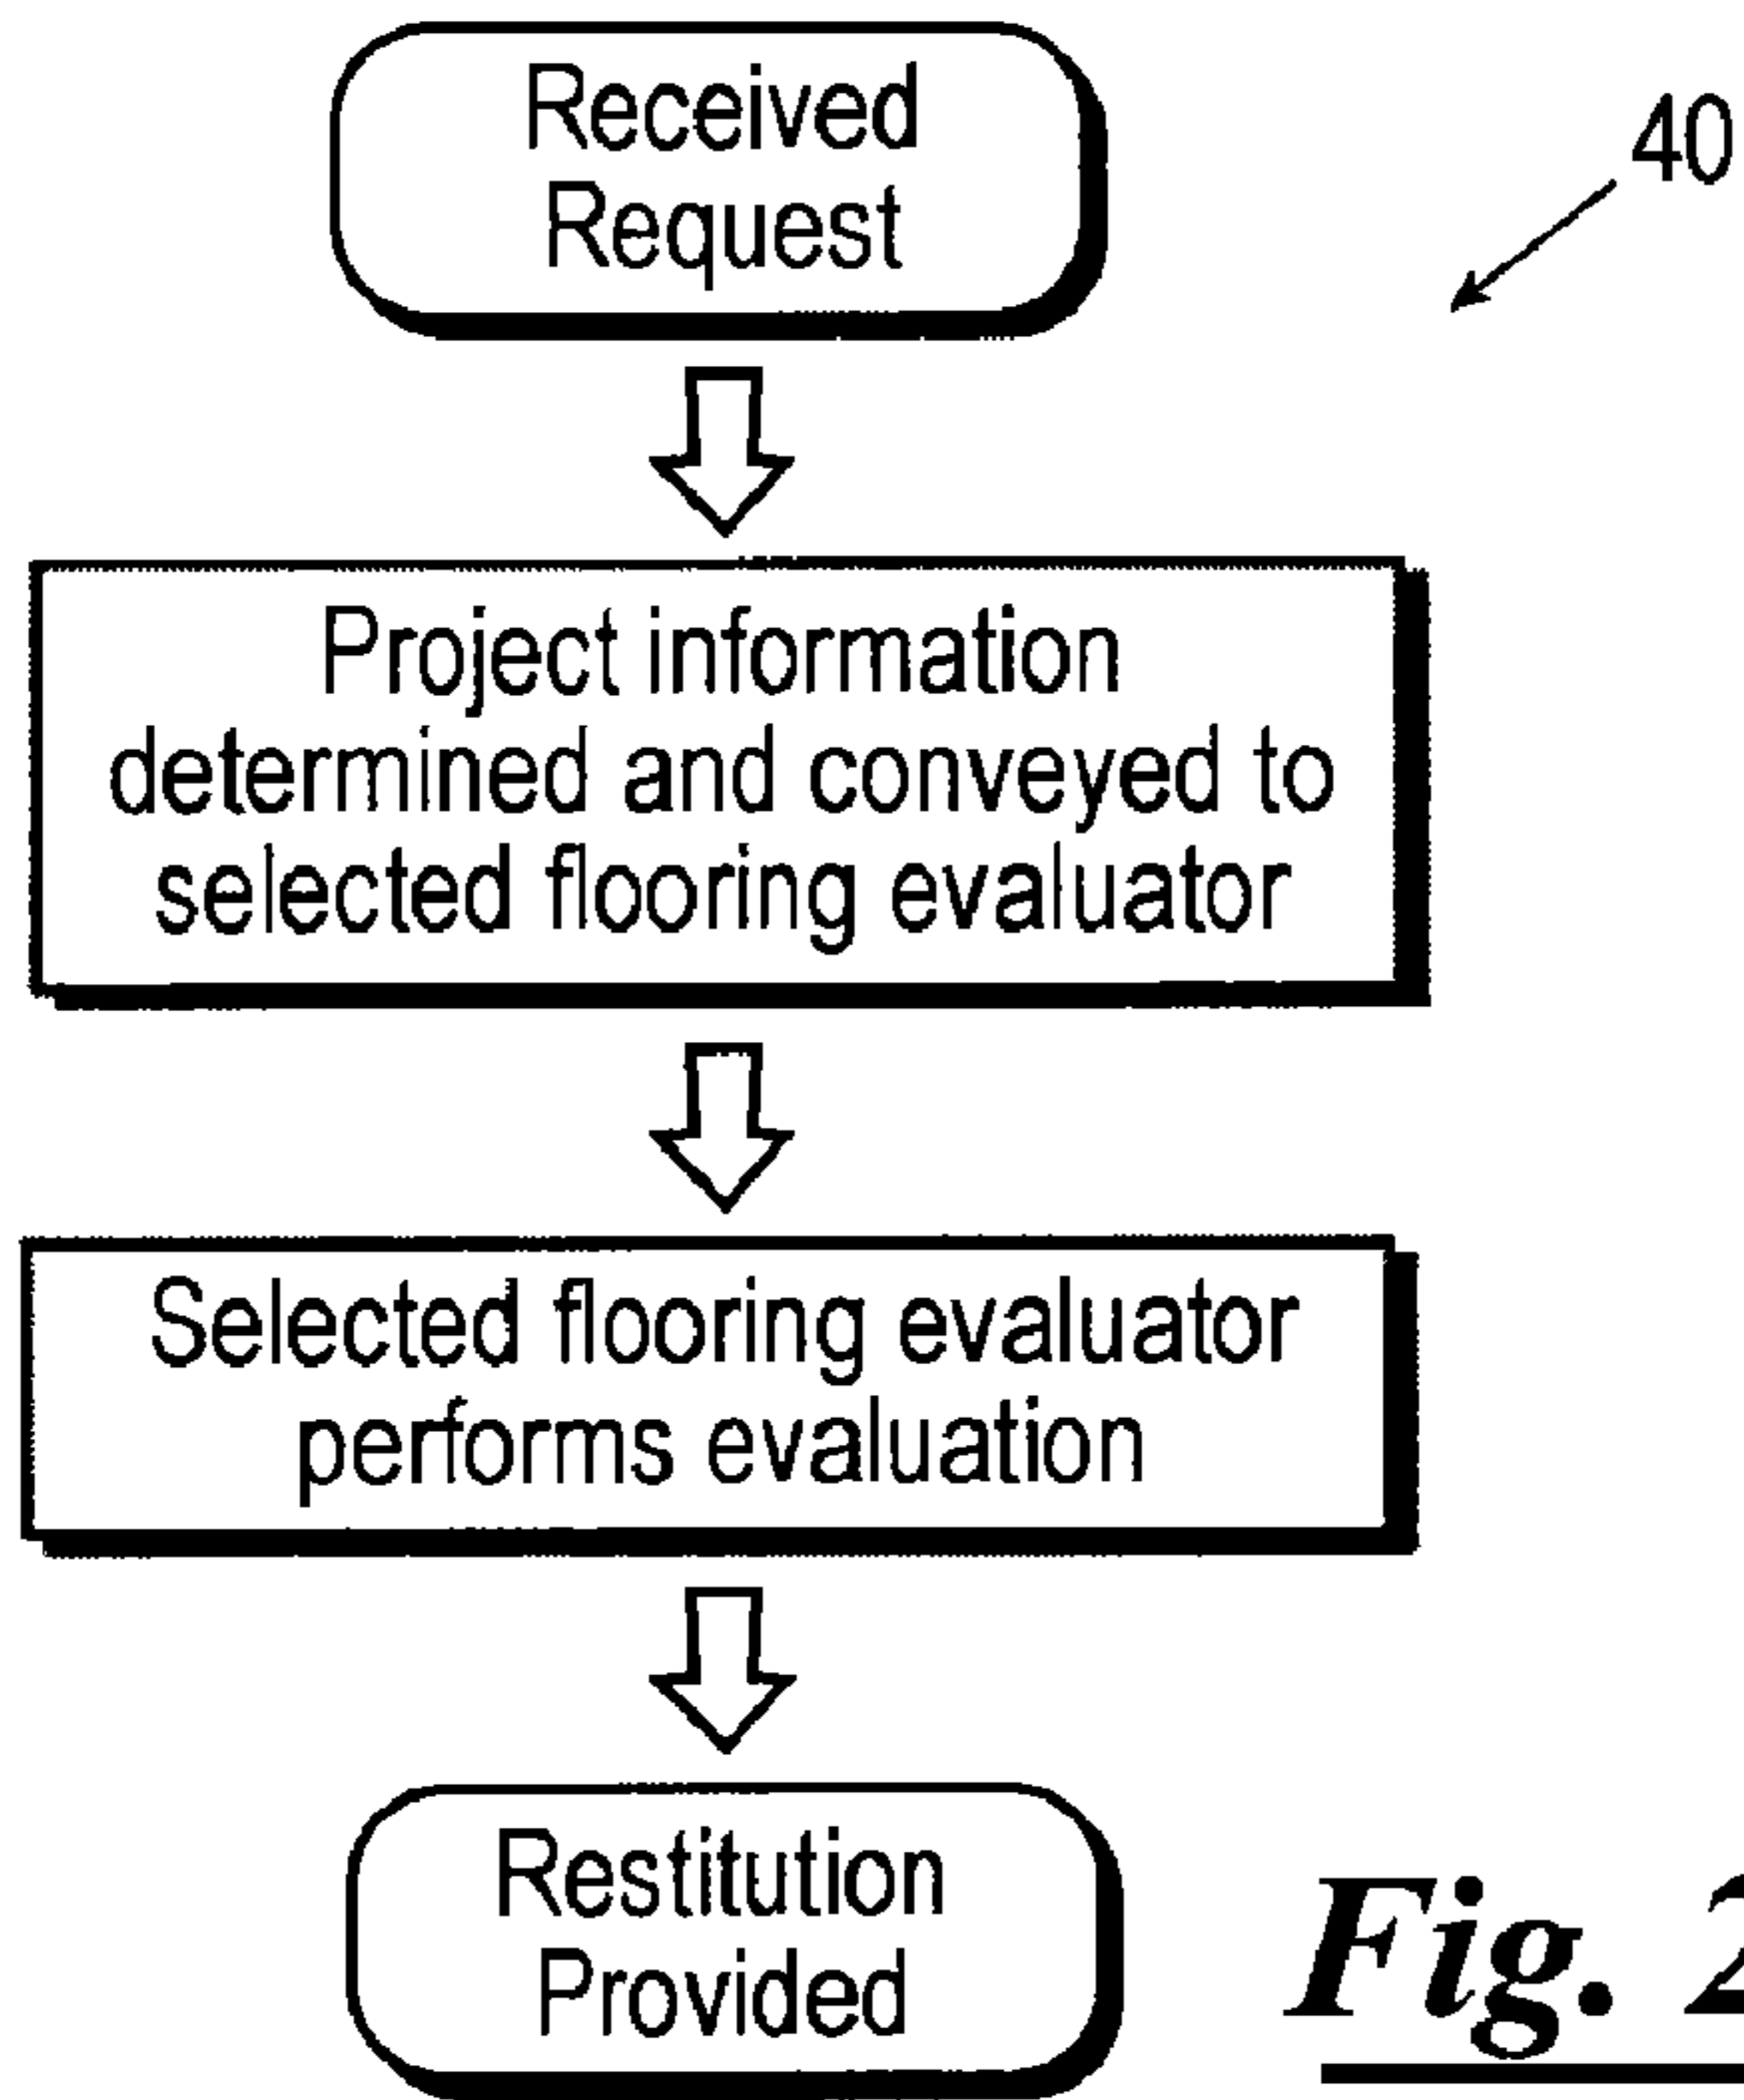 Received
Request
40
Project information
determined and conveyed to
selected flooring evaluator
Selected flooring evaluator
performs evaluation
Restitution
Provided
Fig. 2